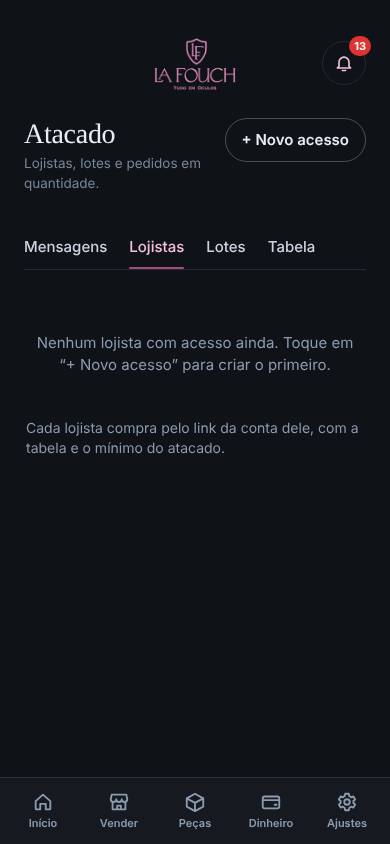 LF
LA FOUCH
TUDO EM ÓCULOS
13
Atacado
+ Novo acesso
Lojistas, lotes e pedidos em
quantidade.
Mensagens Lojistas Lotes Tabela
Nenhum lojista com acesso ainda. Toque em
“+ Novo acesso” para criar o primeiro.
Cada lojista compra pelo link da conta dele, com a
tabela e o mínimo do atacado.
Início Vender Peças Dinheiro Ajustes